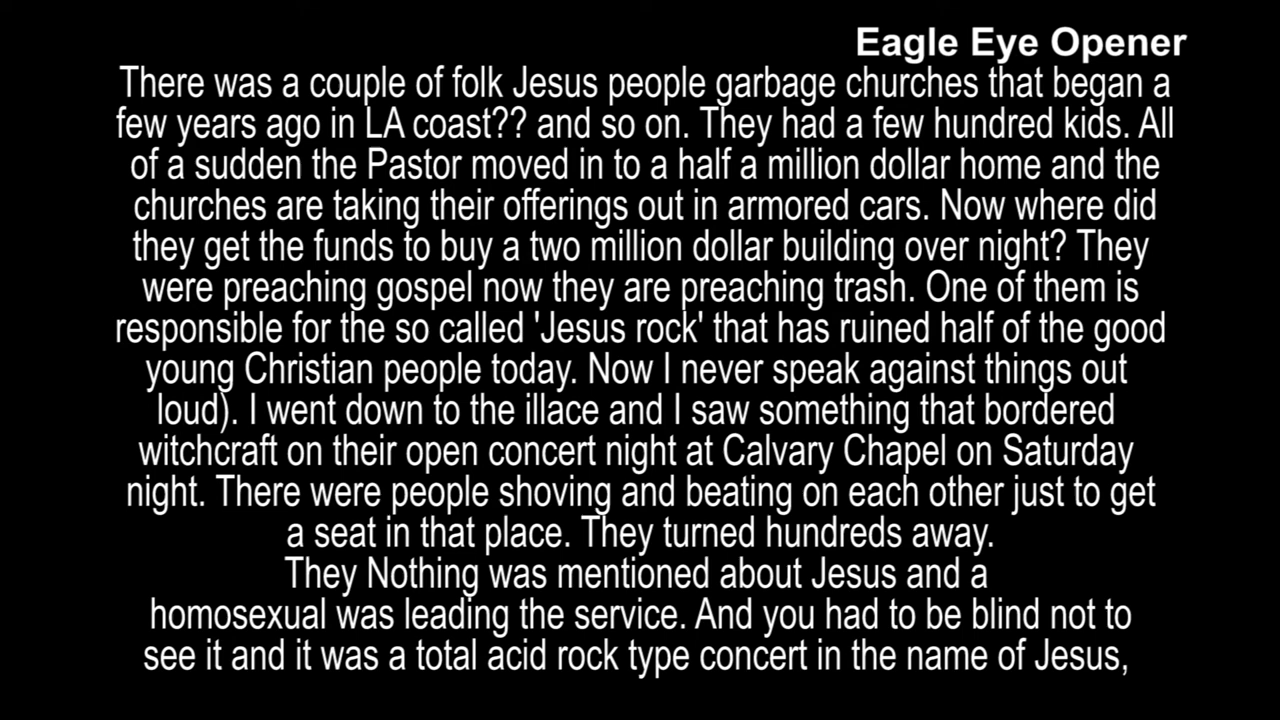 Eagle Eye Opener
There was a couple of folk Jesus people garbage churches that began a
few years ago in LA coast?? and so on. They had a few hundred kids. All
of a sudden the Pastor moved in to a half a million dollar home and the
churches are taking their offerings out in armored cars. Now where did
they get the funds to buy a two million dollar building over night? They
were preaching gospel now they are preaching trash. One of them is
responsible for the so called 'Jesus rock' that has ruined half of the good
young Christian people today. Now I never speak against things out
loud). I went down to the illace and I saw something that bordered
witchcraft on their open concert night at Calvary Chapel on Saturday
night. There were people shoving and beating on each other just to get
a seat in that place. They turned hundreds away.
They Nothing was mentioned about Jesus and a
homosexual was leading the service. And you had to be blind not to
see it and it was a total acid rock type concert in the name of Jesus,